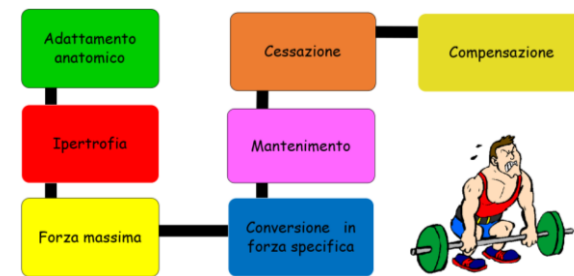 Adattamento
anatomico
Ipertrofia
Forza massima
Conversione in
forza specifica
Mantenimento
Cessazione
Compensazione